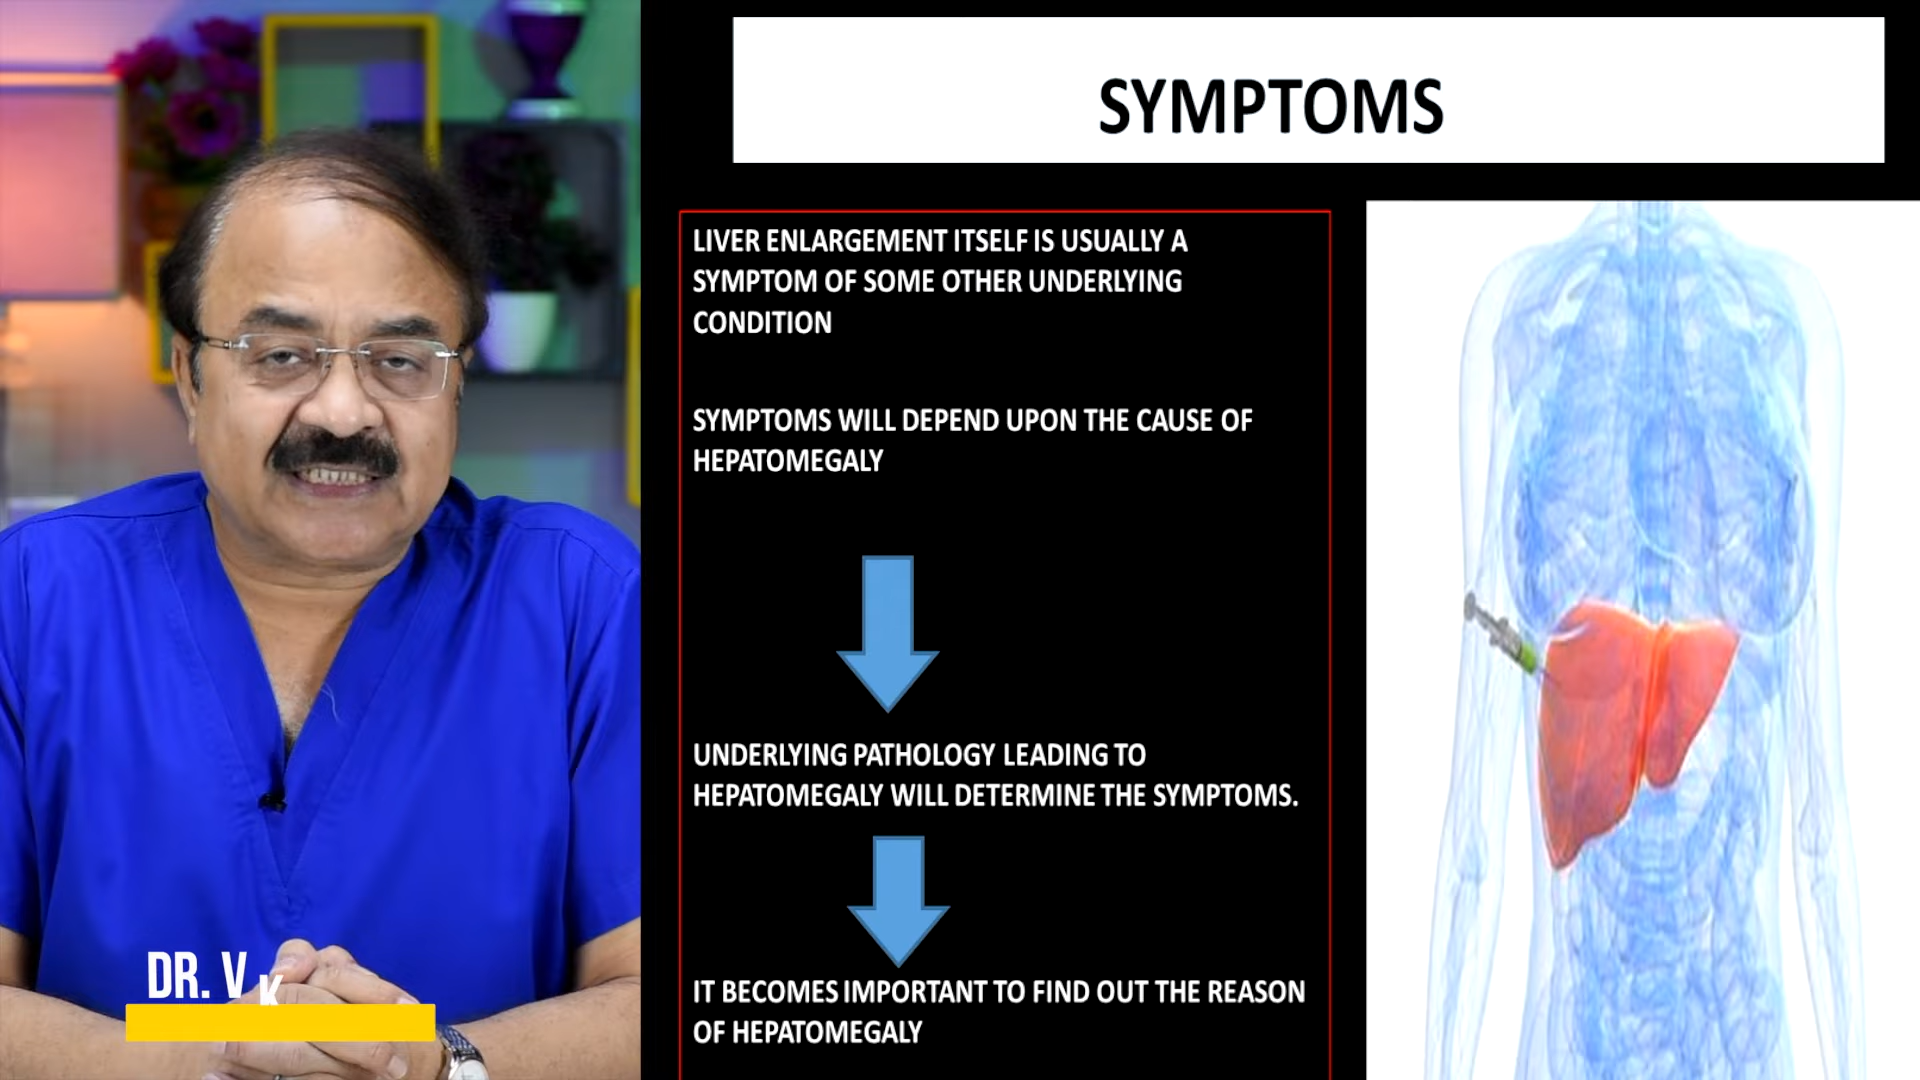 SYMPTOMS
LIVER ENLARGEMENT ITSELF IS USUALLY A
SYMPTOM OF SOME OTHER UNDERLYING
CONDITION
SYMPTOMS WILL DEPEND UPON THE CAUSE OF
HEPATOMEGALY
UNDERLYING PATHOLOGY LEADING TO
HEPATOMEGALY WILL DETERMINE THE SYMPTOMS.
IT BECOMES IMPORTANT TO FIND OUT THE REASON
OF HEPATOMEGALY
DR. V K